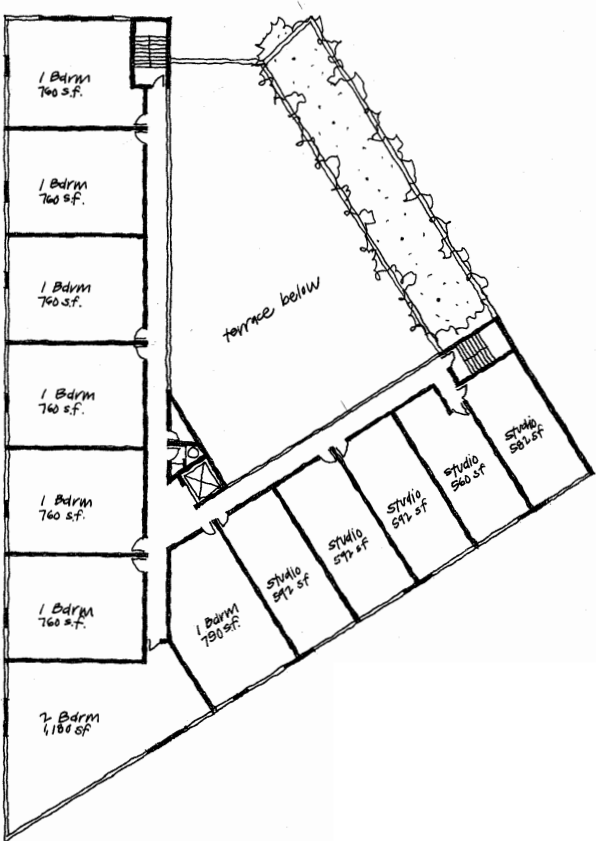 1 Bdrm
760 s.f.
1 Bdrm
760 s.f.
1 Bdrm
760 s.f.
1 Bdrm
760 s.f.
1 Bdrm
760 s.f.
1 Bdrm
760 s.f.
2 Bdrm
1,180 sf
terrace below
1 Bdrm
750 s.f.
studio
592 sf
studio
592 sf
studio
592 sf
studio
560 sf
studio
582 sf